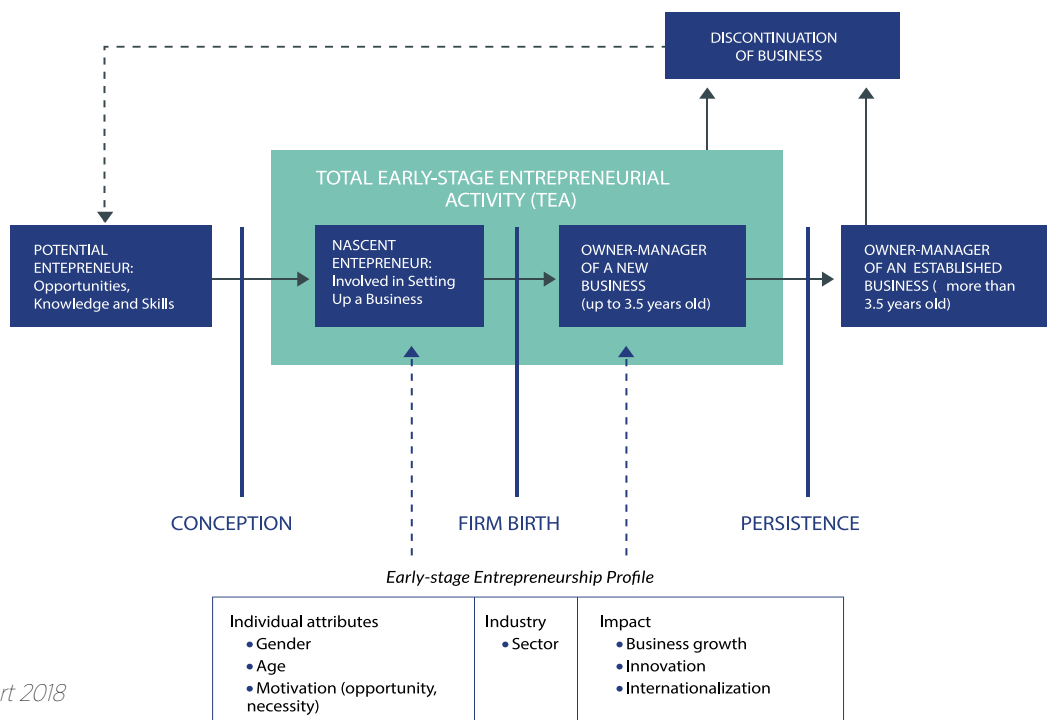 DISCONTINUATION
OF BUSINESS
TOTAL EARLY-STAGE ENTREPRENEURIAL
ACTIVITY (TEA)
POTENTIAL
ENTEPRENEUR:
Opportunities,
Knowledge and Skills
NASCENT
ENTEPRENEUR:
Involved in Setting
Up a Business
OWNER-MANAGER
OF A NEW
BUSINESS
(up to 3.5 years old)
OWNER-MANAGER
OF AN ESTABLISHED
BUSINESS ( more than
3.5 years old)
CONCEPTION
FIRM BIRTH
PERSISTENCE
Early-stage Entrepreneurship Profile
Individual attributes
• Gender
• Age
• Motivation (opportunity,
necessity)
Industry
• Sector
Impact
• Business growth
• Innovation
• Internationalization
2018